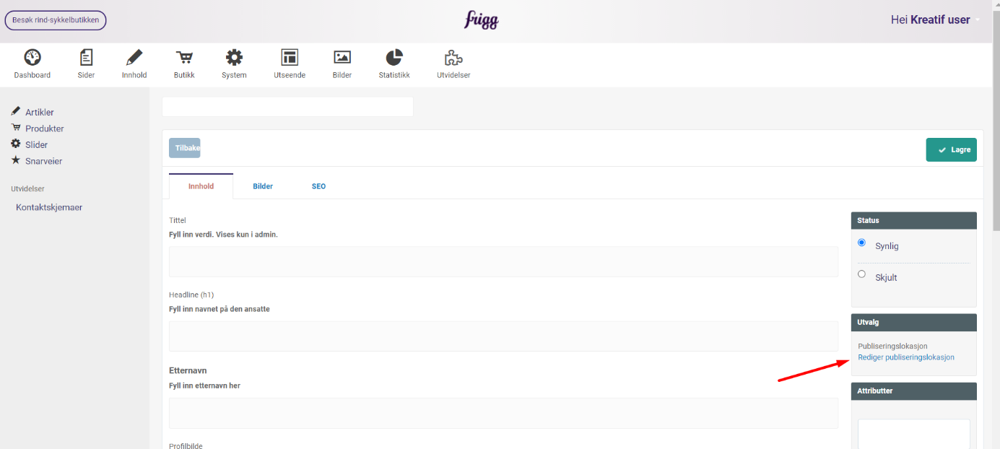 Besøk rind-sykkelbutikken
frigg
Hei Kreatif user
Dashboard
Sider
Innhold
Butikk
System
Utseende
Bilder
Statistikk
Utvidelser
Artikler
Produkter
Slider
Snarveier
Utvidelser
Kontaktskjemaer
Tilbake
Lagre
Innhold
Bilder
SEO
Tittel
Fyll inn verdi. Vises kun i admin.
Headline (h1)
Fyll inn navnet på den ansatte
Etternavn
Fyll inn etternavn her
Profilbilde
Status
Synlig
Skjult
Utvalg
Publiseringslokasjon
Rediger publiseringslokasjon
Attributter